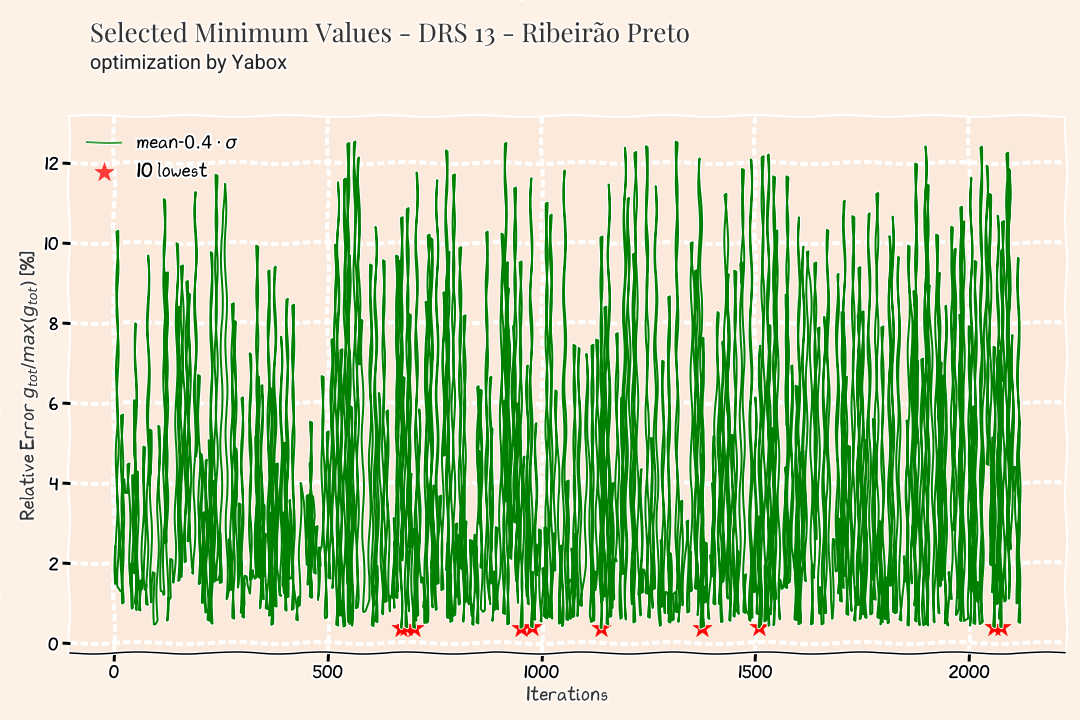 Selected Minimum Values - DRS 13 - Ribeirão Preto
optimization by Yabox
mean-0.4 · σ
10 lowest
Relative Error g_tot/max(g_tot) [%]
12
10
8
6
4
2
0
0 500 1000 1500 2000
Iterations